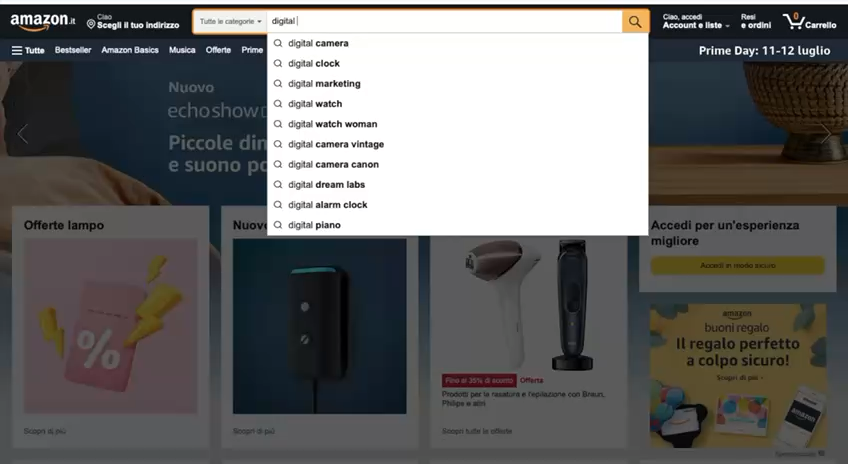 amazon.it
Ciao
Scegli il tuo indirizzo
Tutte le categorie
digital
Ciao, accedi
Account e liste
Resi
e ordini
0
Carrello
Tutte
Bestseller
Amazon Basics
Musica
Offerte
Prime
Prime Day: 11-12 luglio
digital camera
digital clock
digital marketing
digital watch
digital watch woman
digital camera vintage
digital camera canon
digital dream labs
digital alarm clock
digital piano
Nuovo
echo show
Piccole
e suono
Offerte lampo
%
Scopri di più
Scopri di più
Fino al 35% di sconto
Offerta
Prodotti per la rasatura e l'epilazione con Braun,
Philips e altri
Scopri tutte le offerte
Accedi per un'esperienza
migliore
Accedi in modo sicuro
amazon
buoni regalo
Il regalo perfetto
a colpo sicuro!
Scopri di più
amazon